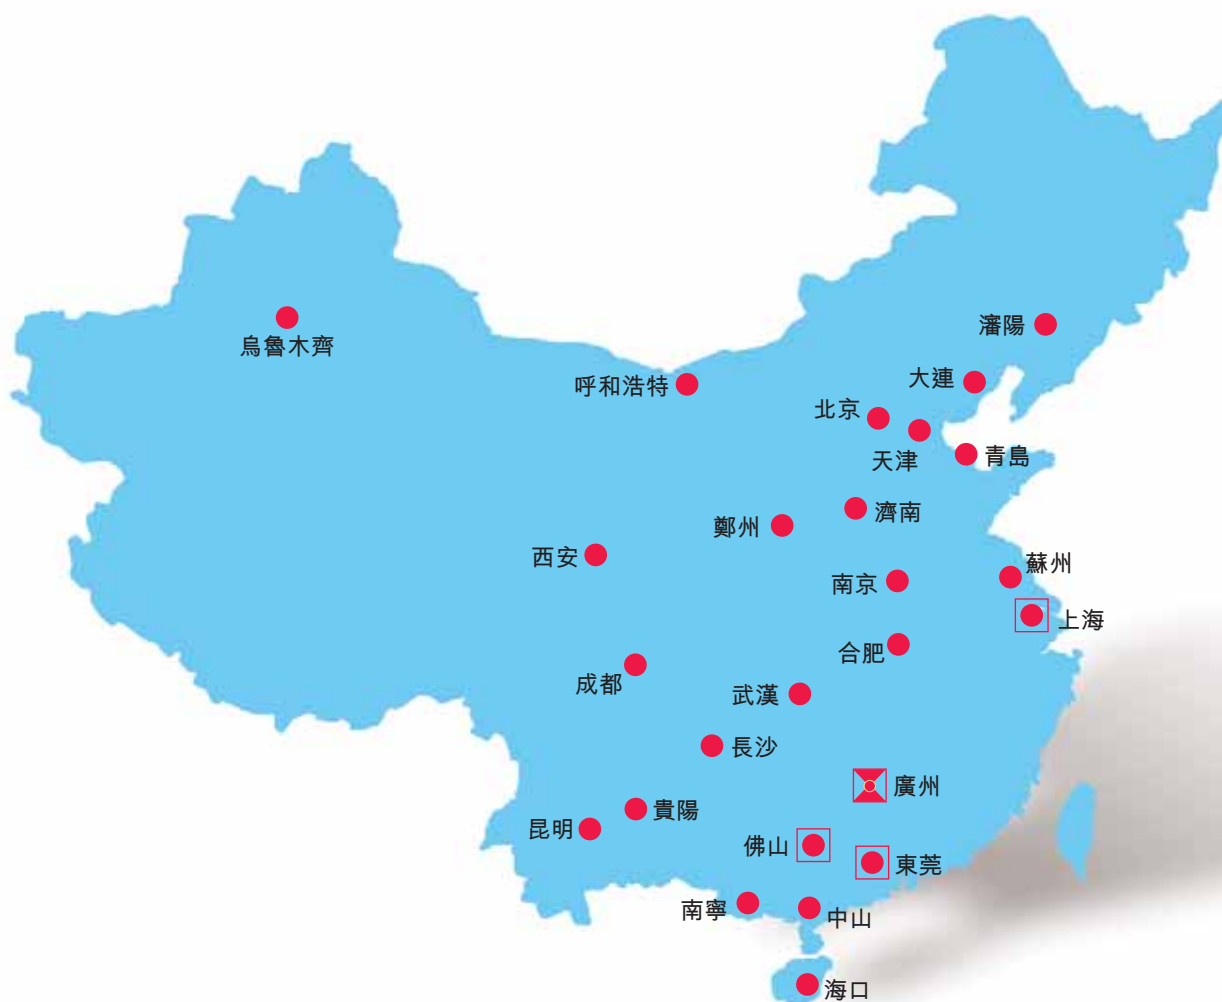 瀋陽
烏魯木齊
大連
呼和浩特
北京
青島
天津
濟南
鄭州
西安
蘇州
南京
上海
合肥
成都
武漢
長沙
廣州
貴陽
昆明
佛山
東莞
南寧
中山
海口